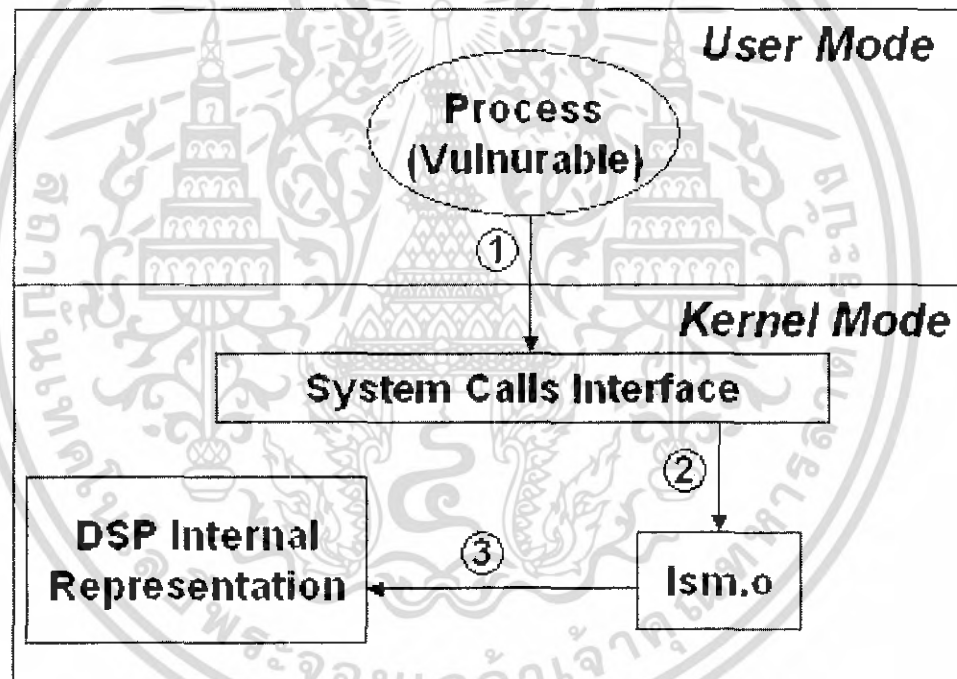 User Mode
Process
(Vulnurable)
①
Kernel Mode
System Calls Interface
②
DSP Internal
Representation
③
lsm.o